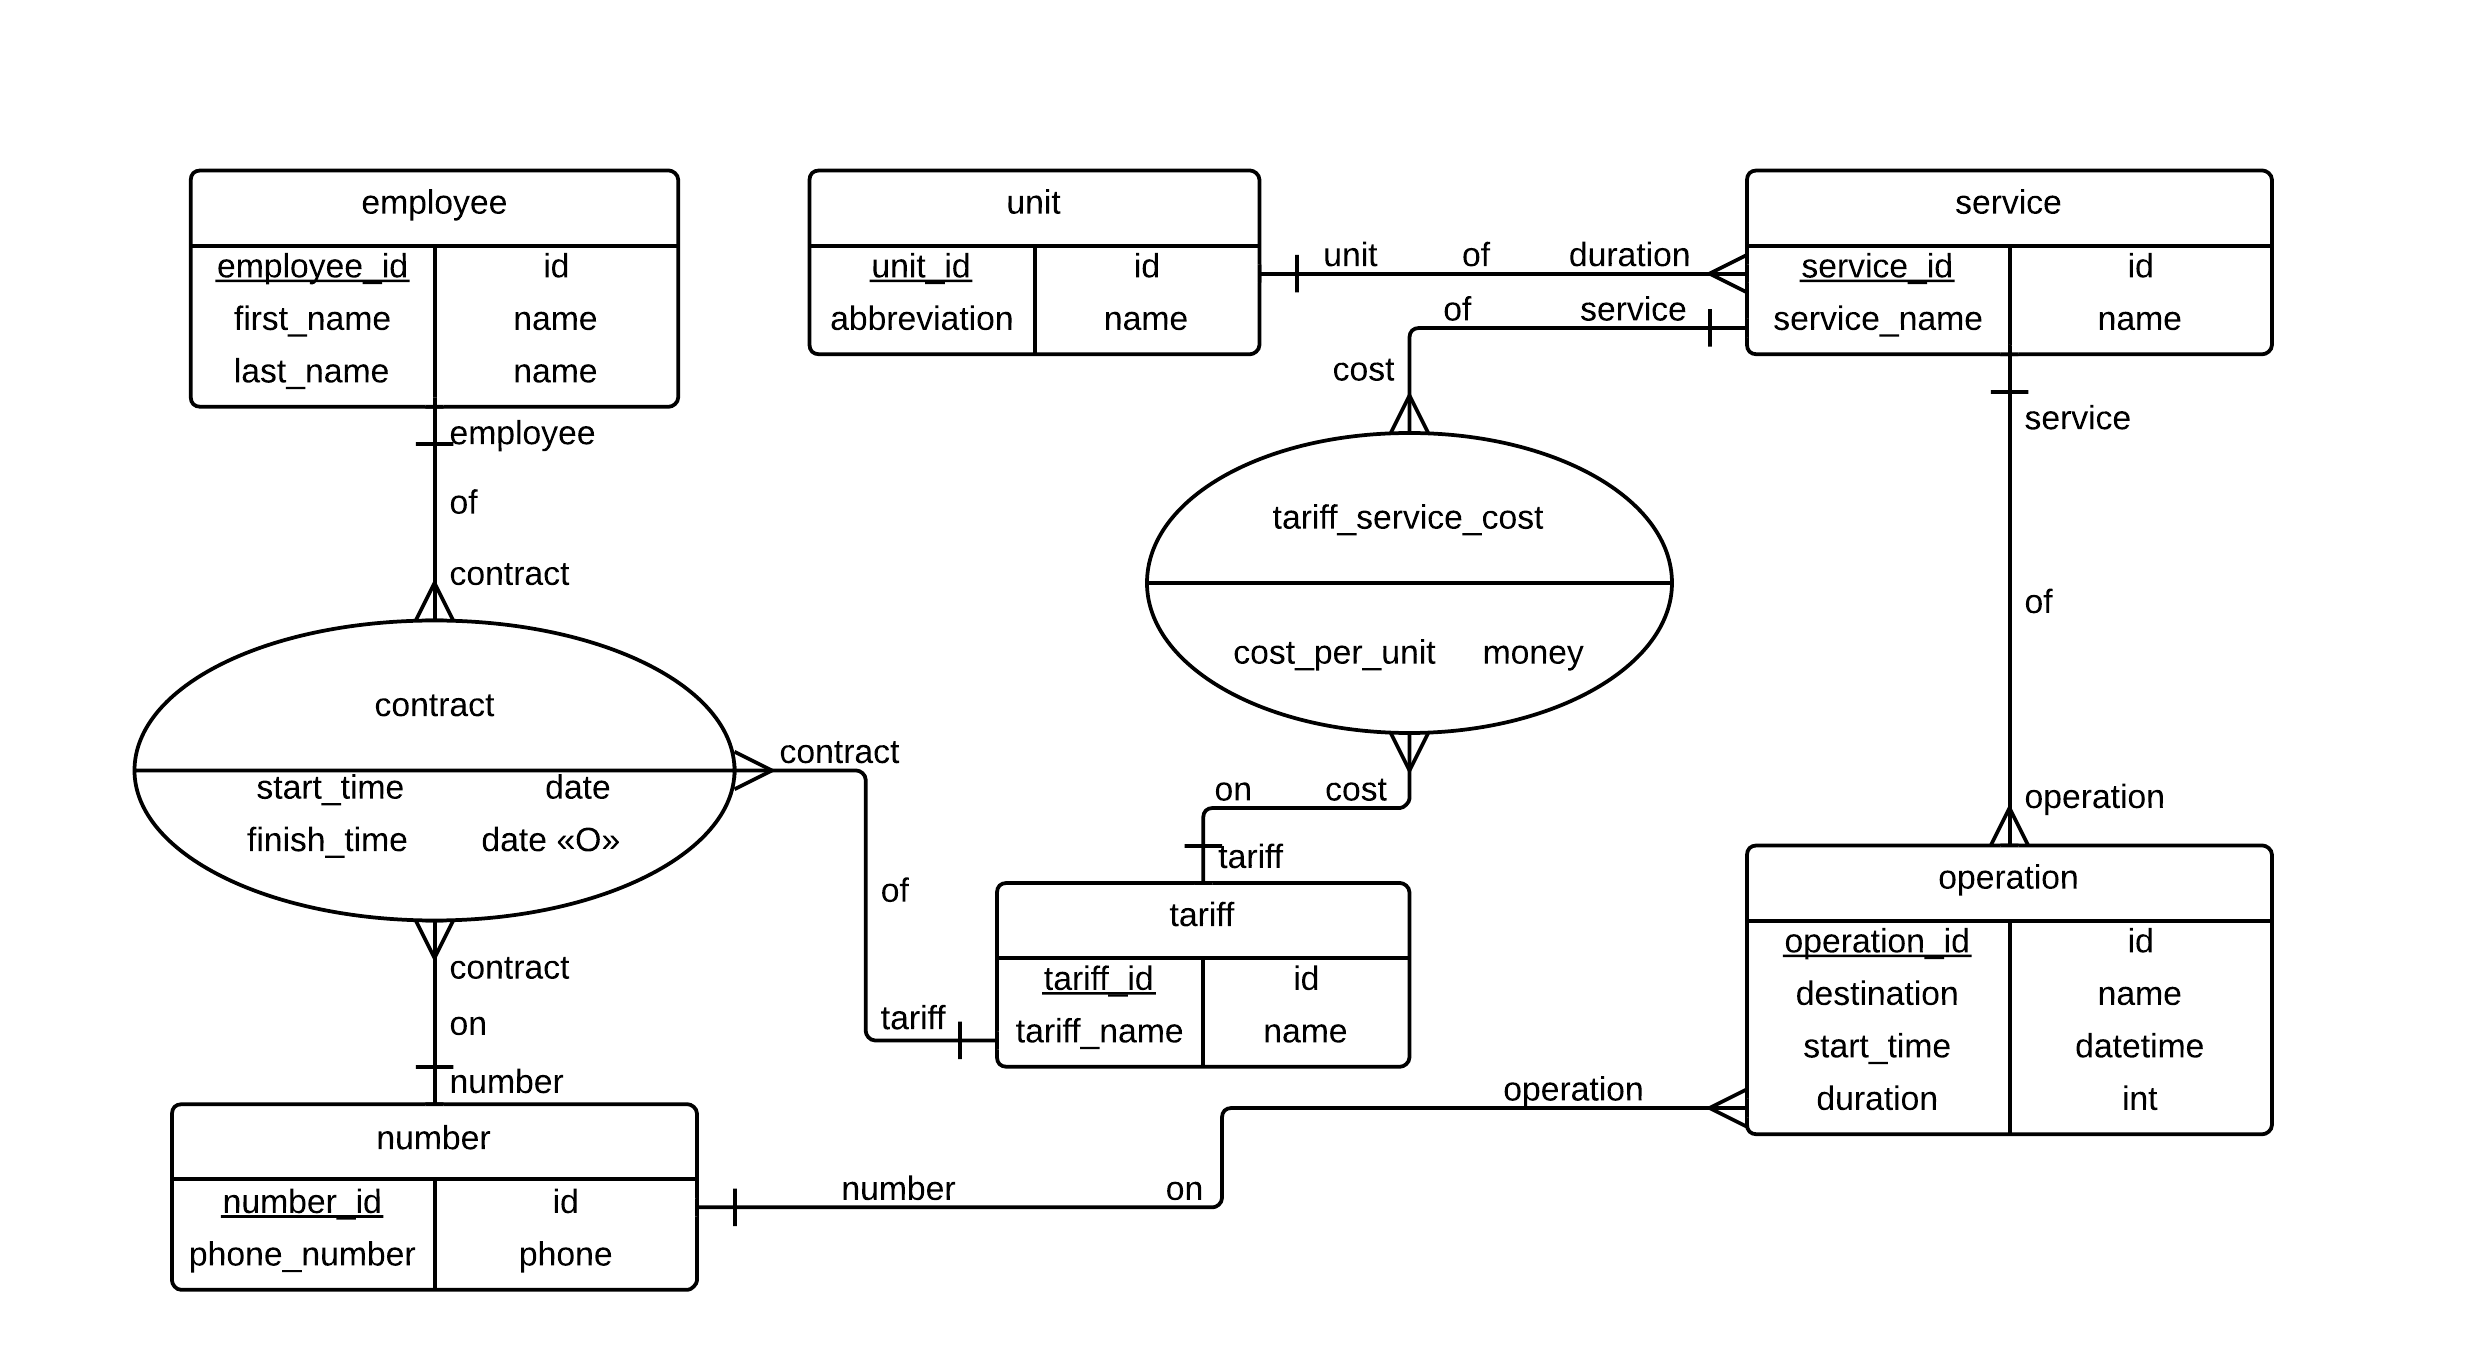 employee
employee_id id
first_name name
last_name name
unit
unit_id id
abbreviation name
service
service_id id
service_name name
unit of duration
of service
cost
employee
of
contract
service
of
operation
tariff_service_cost
cost_per_unit money
contract
start_time date
finish_time date «O»
contract
of
tariff
on cost
tariff
tariff
tariff_id id
tariff_name name
operation
operation_id id
destination name
start_time datetime
duration int
contract
on
number
number
number_id id
phone_number phone
number on
operation